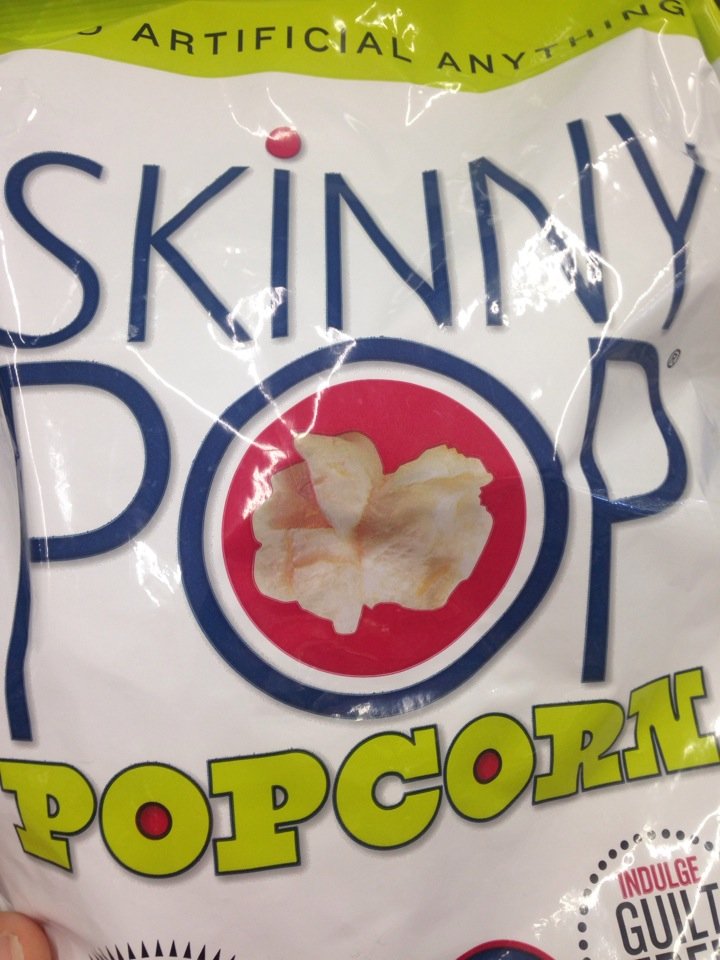 ARTIFICIAL ANYTHING
SKINNY
POP®
POPCORN
INDULGE
GUILT